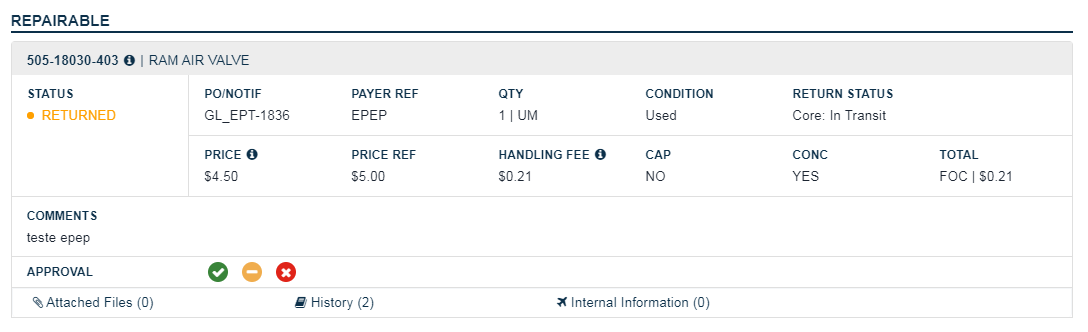 REPAIRABLE
505-18030-403 | RAM AIR VALVE
STATUS
RETURNED
PO/NOTIF PAYER REF QTY CONDITION RETURN STATUS
GL_EPT-1836 EPEP 1 | UM Used Core: In Transit
PRICE PRICE REF HANDLING FEE CAP CONC TOTAL
$4.50 $5.00 $0.21 NO YES FOC | $0.21
COMMENTS
teste epep
APPROVAL
Attached Files (0) History (2) Internal Information (0)